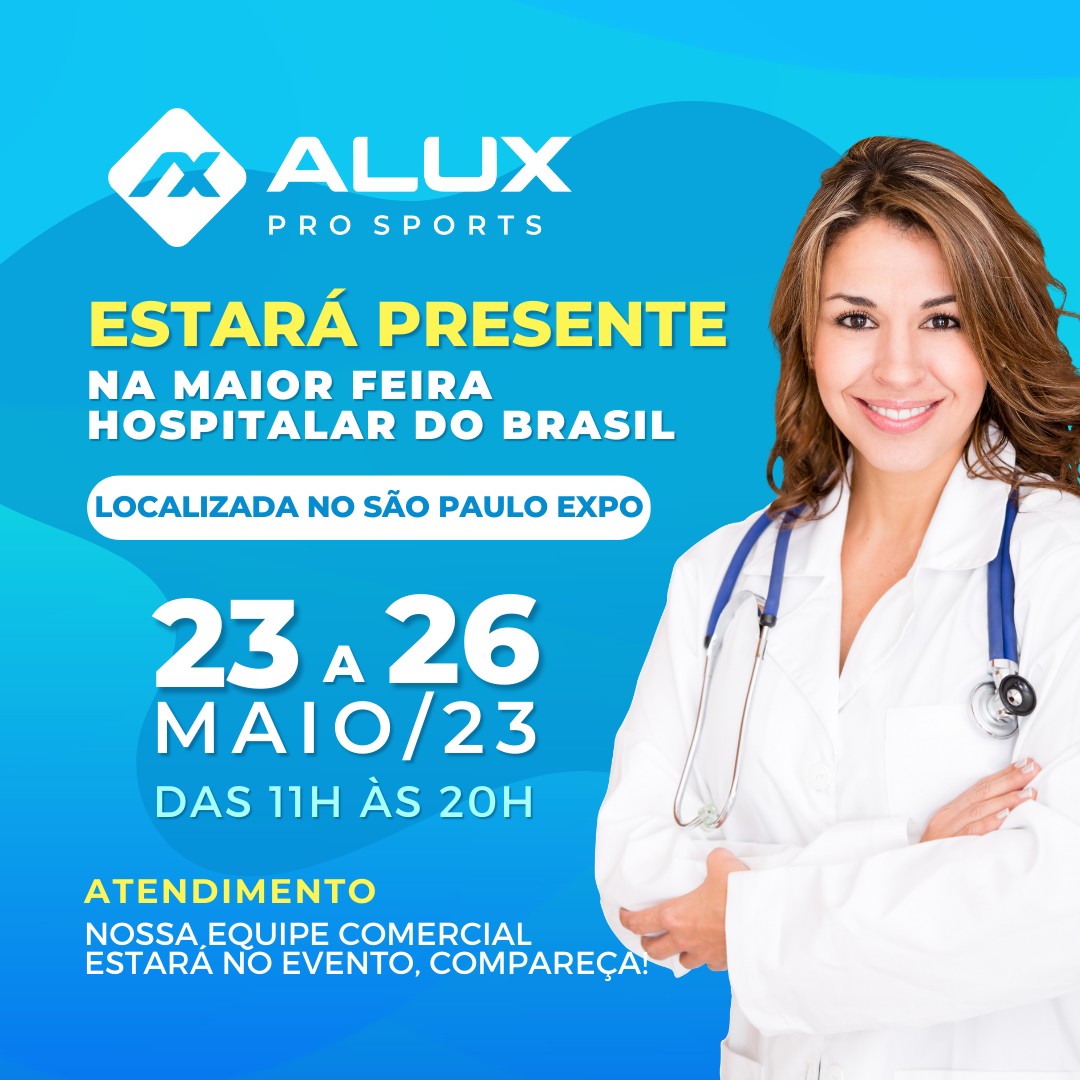 ALUX
PRO SPORTS
ESTARÁ PRESENTE
NA MAIOR FEIRA
HOSPITALAR DO BRASIL
LOCALIZADA NO SÃO PAULO EXPO
23 A 26
MAIO/23
DAS 11H ÀS 20H
ATENDIMENTO
NOSSA EQUIPE COMERCIAL
ESTARÁ NO EVENTO, COMPAREÇA!